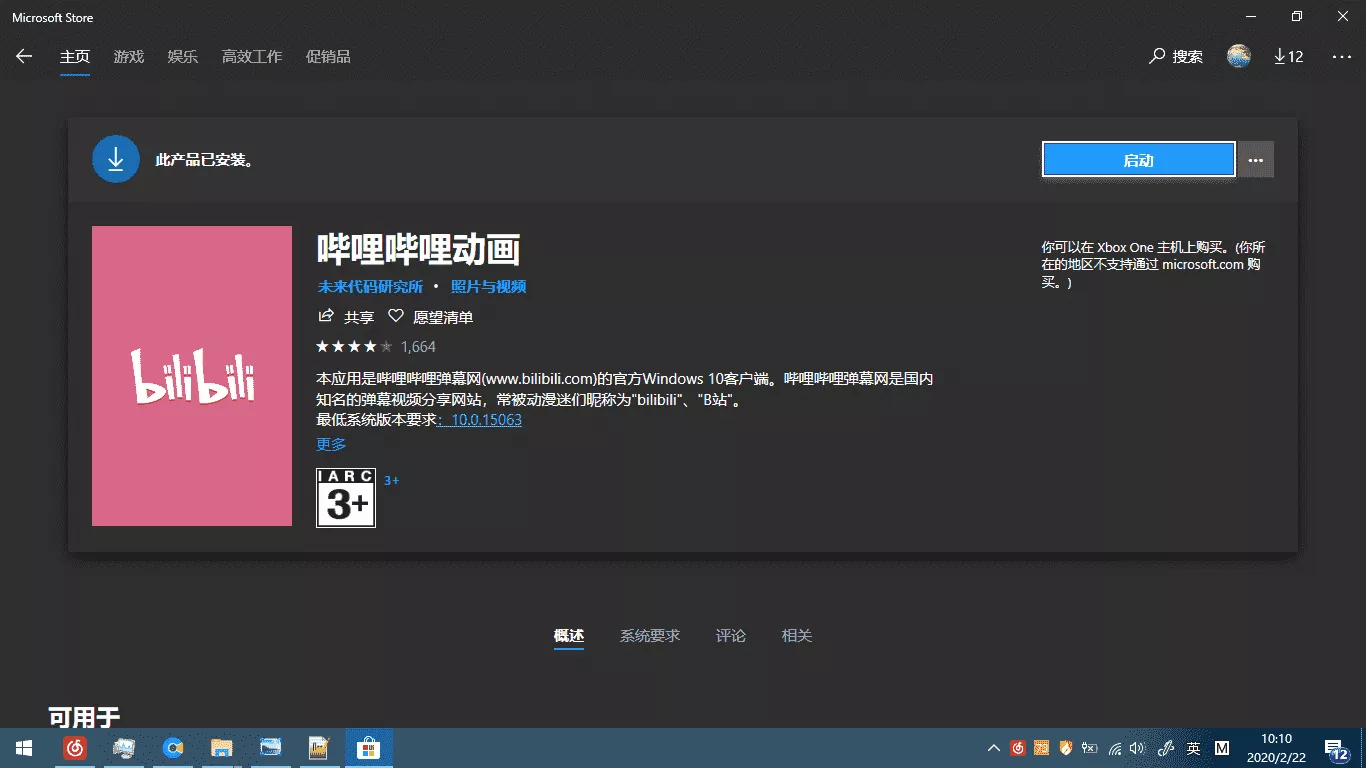 Microsoft Store
主页 游戏 娱乐 高效工作 促销品 搜索 12
此产品已安装。 启动
哔哩哔哩动画
未来代码研究所 • 照片与视频
共享 愿望清单
1,664
本应用是哔哩哔哩弹幕网(www.bilibili.com)的官方Windows 10客户端。哔哩哔哩弹幕网是国内
知名的弹幕视频分享网站，常被动漫迷们昵称为"bilibili"、"B站"。
最低系统版本要求：10.0.15063
更多
IARC
3+
3+
你可以在 Xbox One 主机上购买。(你所
在的地区不支持通过 microsoft.com 购
买。)
bilibili
概述 系统要求 评论 相关
可用于
英 M
10:10
2020/2/22
12